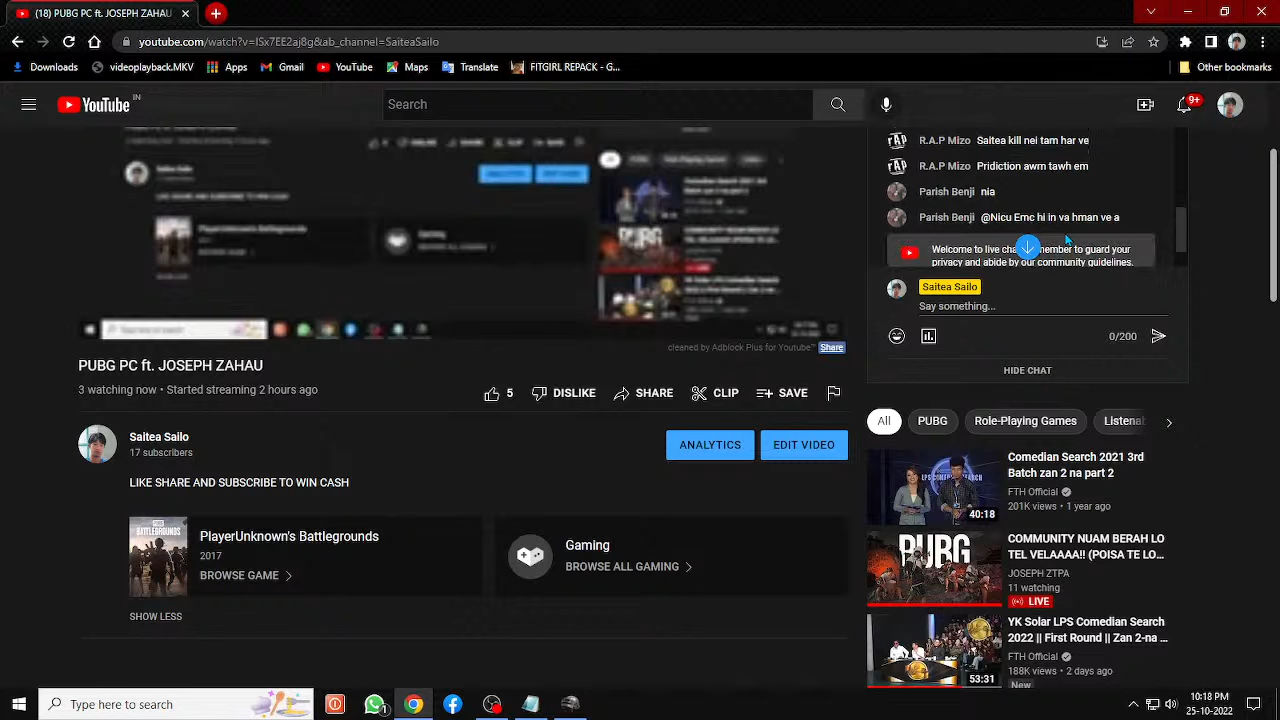 (18) PUBG PC ft. JOSEPH ZAHAU
youtube.com/watch?v=ISx7EE2aj8g&ab_channel=SaiteaSailo
Downloads
videoplayback.MKV
Apps
Gmail
YouTube
Maps
Translate
FITGIRL REPACK - G...
Other bookmarks
YouTube IN
Search
9+
R.A.P Mizo Saitea kill nei tam har ve
R.A.P Mizo Pridiction awm tawh em
Parish Benji nia
Parish Benji @Nicu Emc hi in va hman ve a
Welcome to live remember to guard your
privacy and abide by our community guidelines.
Saitea Sailo
Say something...
0/200
HIDE CHAT
cleaned by Adblock Plus for Youtube™ Share
PUBG PC ft. JOSEPH ZAHAU
3 watching now • Started streaming 2 hours ago
5 DISLIKE SHARE CLIP SAVE
Saitea Sailo
17 subscribers
ANALYTICS
EDIT VIDEO
LIKE SHARE AND SUBSCRIBE TO WIN CASH
PUBG BATTLEGROUNDS
PlayerUnknown's Battlegrounds
2017
BROWSE GAME
Gaming
BROWSE ALL GAMING
SHOW LESS
All
PUBG
Role-Playing Games
Listenab
Comedian Search 2021 3rd
Batch zan 2 na part 2
FTH Official
201K views • 1 year ago
40:18
COMMUNITY NUAM BERAH LO
TEL VELAAAA!! (POISA TE LO...
JOSEPH ZTPA
11 watching
LIVE
PUBG
YK Solar LPS Comedian Search
2022 || First Round || Zan 2-na ...
FTH Official
188K views • 2 days ago
New
53:31
Type here to search
10:18 PM
25-10-2022